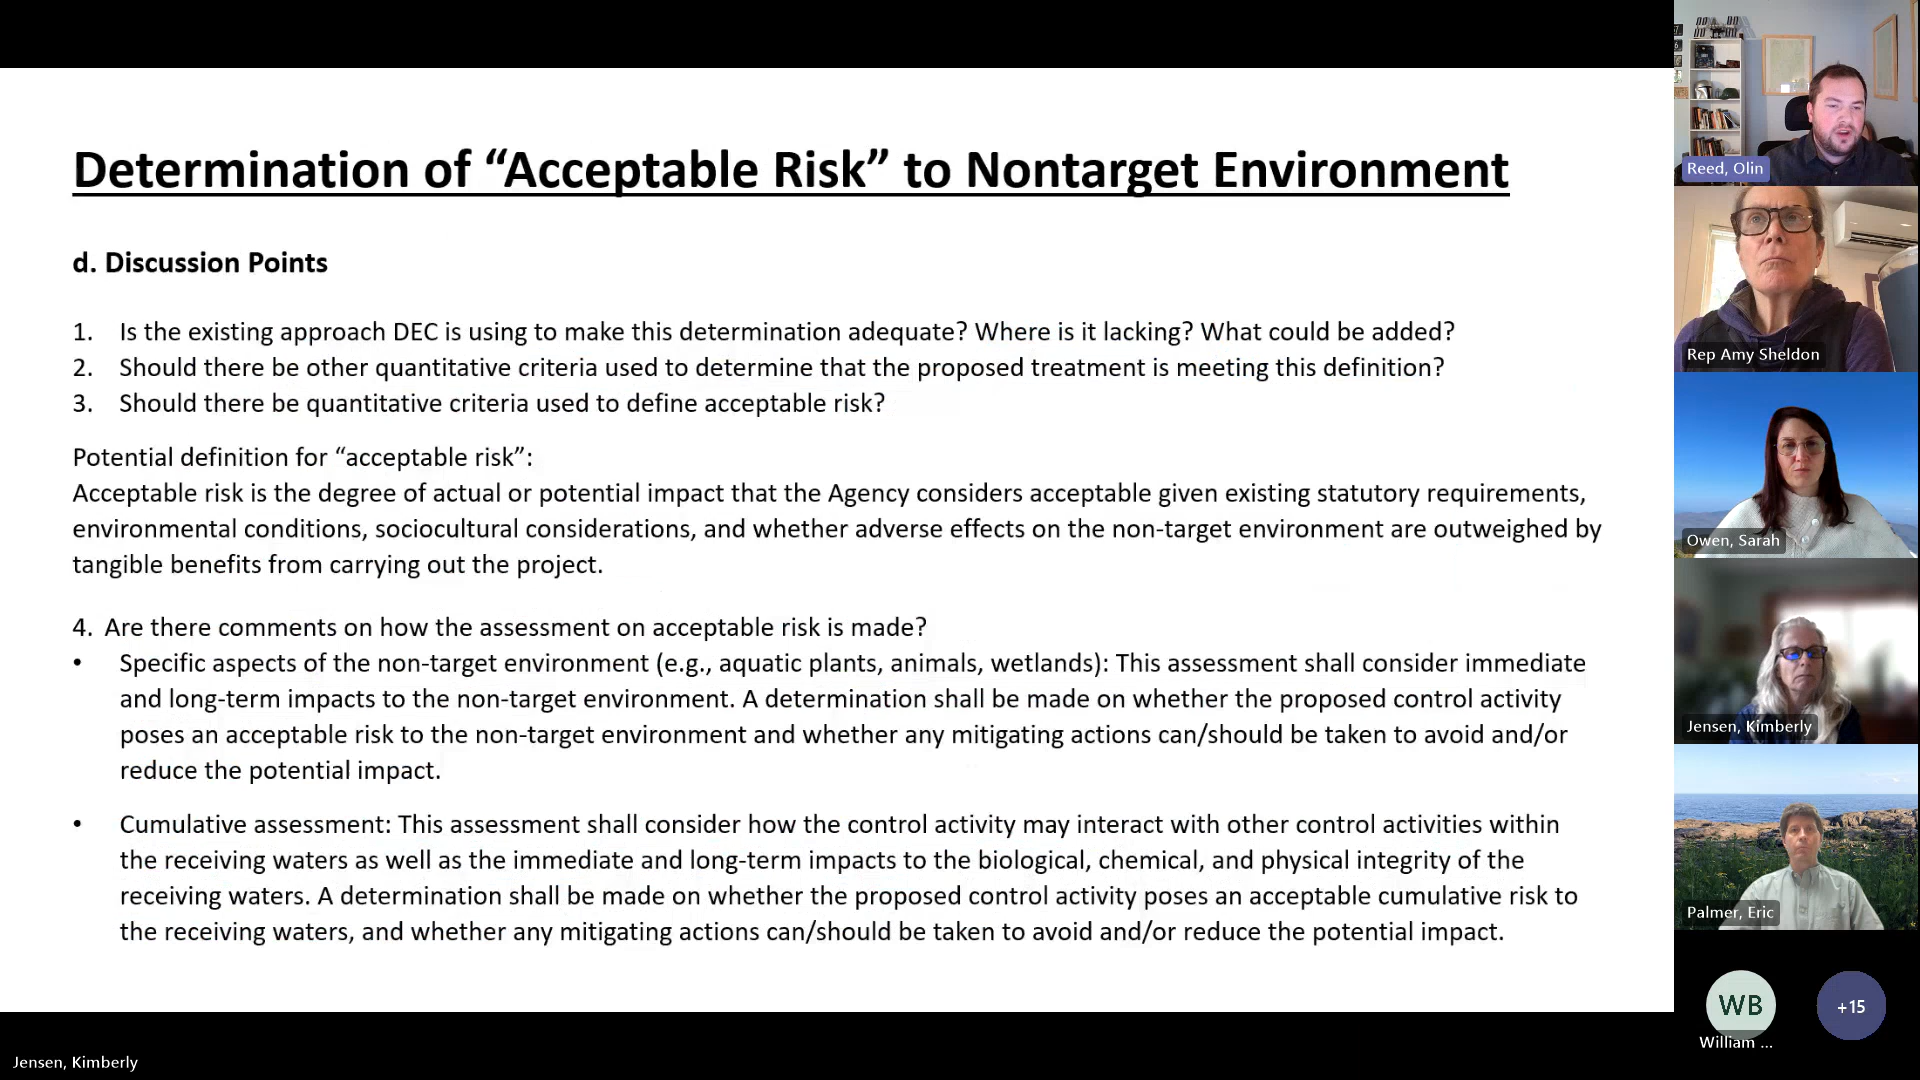 Determination of “Acceptable Risk” to Nontarget Environment
d. Discussion Points
1. Is the existing approach DEC is using to make this determination adequate? Where is it lacking? What could be added?
2. Should there be other quantitative criteria used to determine that the proposed treatment is meeting this definition?
3. Should there be quantitative criteria used to define acceptable risk?
Potential definition for “acceptable risk”:
Acceptable risk is the degree of actual or potential impact that the Agency considers acceptable given existing statutory requirements,
environmental conditions, sociocultural considerations, and whether adverse effects on the non-target environment are outweighed by
tangible benefits from carrying out the project.
4. Are there comments on how the assessment on acceptable risk is made?
• Specific aspects of the non-target environment (e.g., aquatic plants, animals, wetlands): This assessment shall consider immediate
and long-term impacts to the non-target environment. A determination shall be made on whether the proposed control activity
poses an acceptable risk to the non-target environment and whether any mitigating actions can/should be taken to avoid and/or
reduce the potential impact.
• Cumulative assessment: This assessment shall consider how the control activity may interact with other control activities within
the receiving waters as well as the immediate and long-term impacts to the biological, chemical, and physical integrity of the
receiving waters. A determination shall be made on whether the proposed control activity poses an acceptable cumulative risk to
the receiving waters, and whether any mitigating actions can/should be taken to avoid and/or reduce the potential impact.
Reed, Olin
Rep Amy Sheldon
Owen, Sarah
Jensen, Kimberly
Palmer, Eric
WB
+15
William ...
Jensen, Kimberly